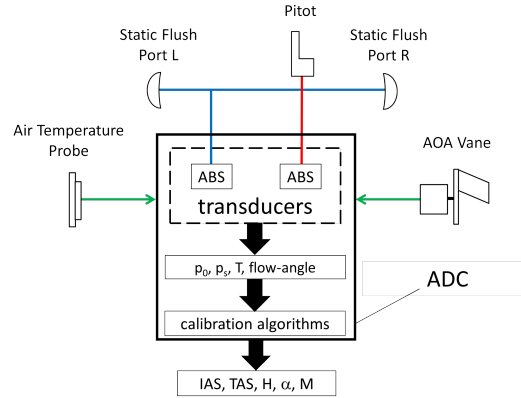 Pitot
Static Flush
Port L
Static Flush
Port R
Air Temperature
Probe
AOA Vane
ABS
ABS
transducers
p₀, pₛ, T, flow-angle
ADC
calibration algorithms
IAS, TAS, H, α, M